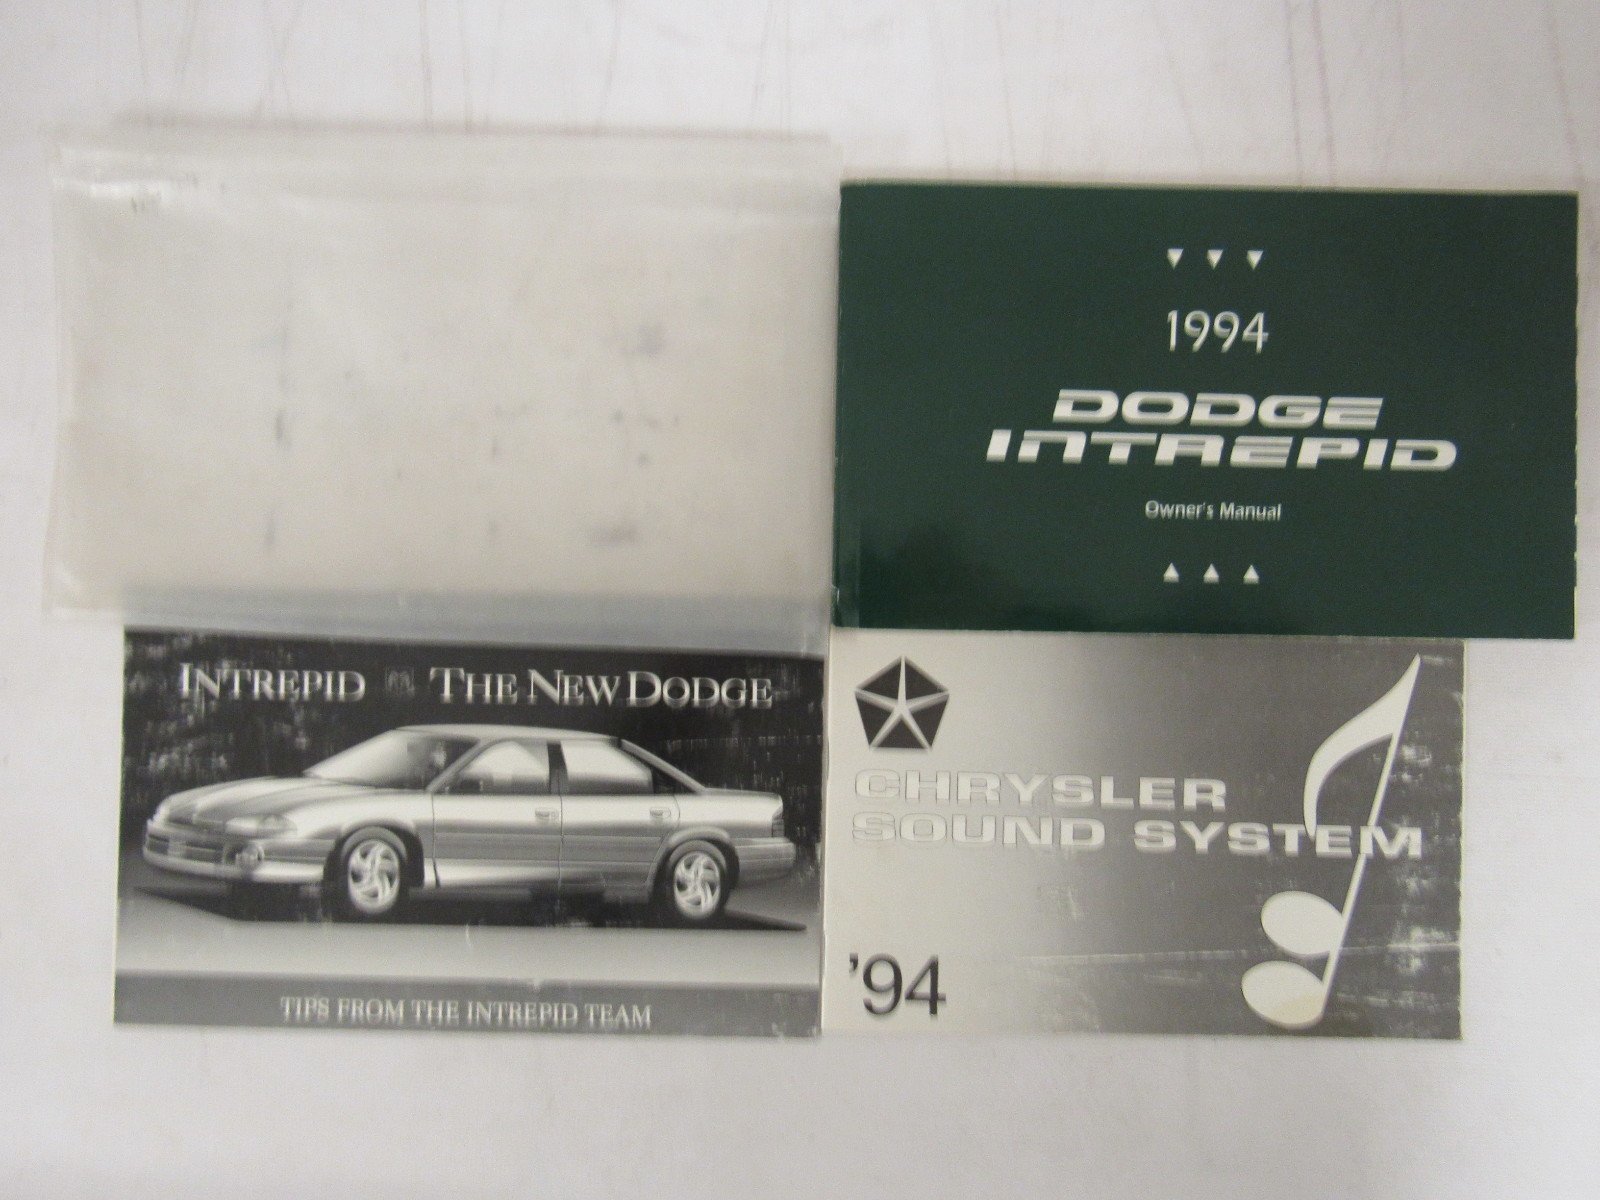 1994
DODGE
INTREPID
Owner's Manual
INTREPID THE NEW DODGE
TIPS FROM THE INTREPID TEAM
CHRYSLER
SOUND SYSTEM
'94